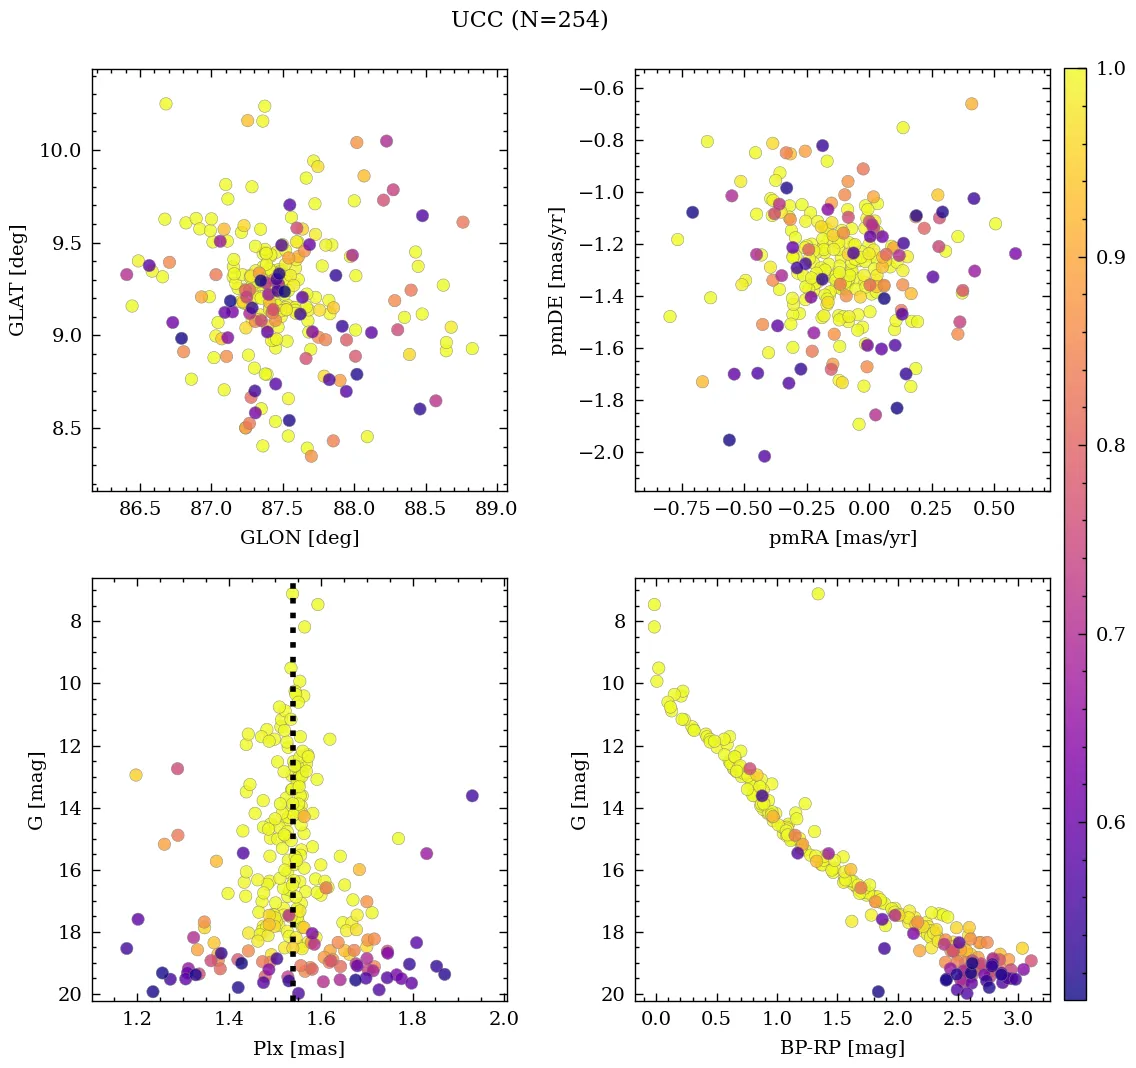 UCC (N=254)
10.0
9.5
9.0
8.5
GLAT [deg]
86.5 87.0 87.5 88.0 88.5 89.0
GLON [deg]
−0.6
−0.8
−1.0
−1.2
−1.4
−1.6
−1.8
−2.0
pmDE [mas/yr]
−0.75 −0.50 −0.25 0.00 0.25 0.50
pmRA [mas/yr]
1.0
0.9
0.8
0.7
0.6
8
10
12
14
16
18
20
G [mag]
1.2 1.4 1.6 1.8 2.0
Plx [mas]
8
10
12
14
16
18
20
G [mag]
0.0 0.5 1.0 1.5 2.0 2.5 3.0
BP-RP [mag]